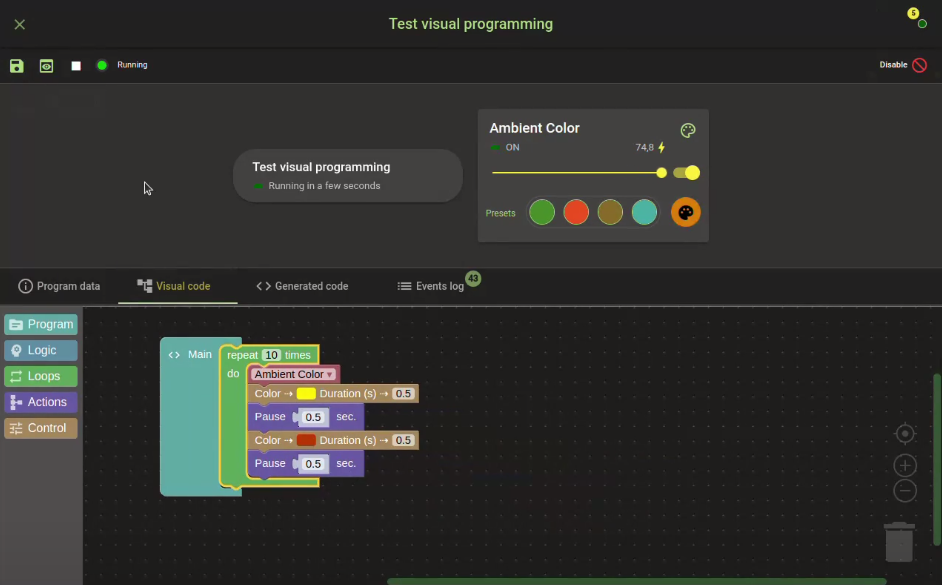 Test visual programming
5
Running
Disable
Ambient Color
ON
74,8
Test visual programming
Running in a few seconds
Presets
Program data
Visual code
Generated code
Events log
43
Program
Logic
Loops
Actions
Control
Main
repeat 10 times
do
Ambient Color
Color → Duration (s) → 0.5
Pause 0.5 sec.
Color → Duration (s) → 0.5
Pause 0.5 sec.